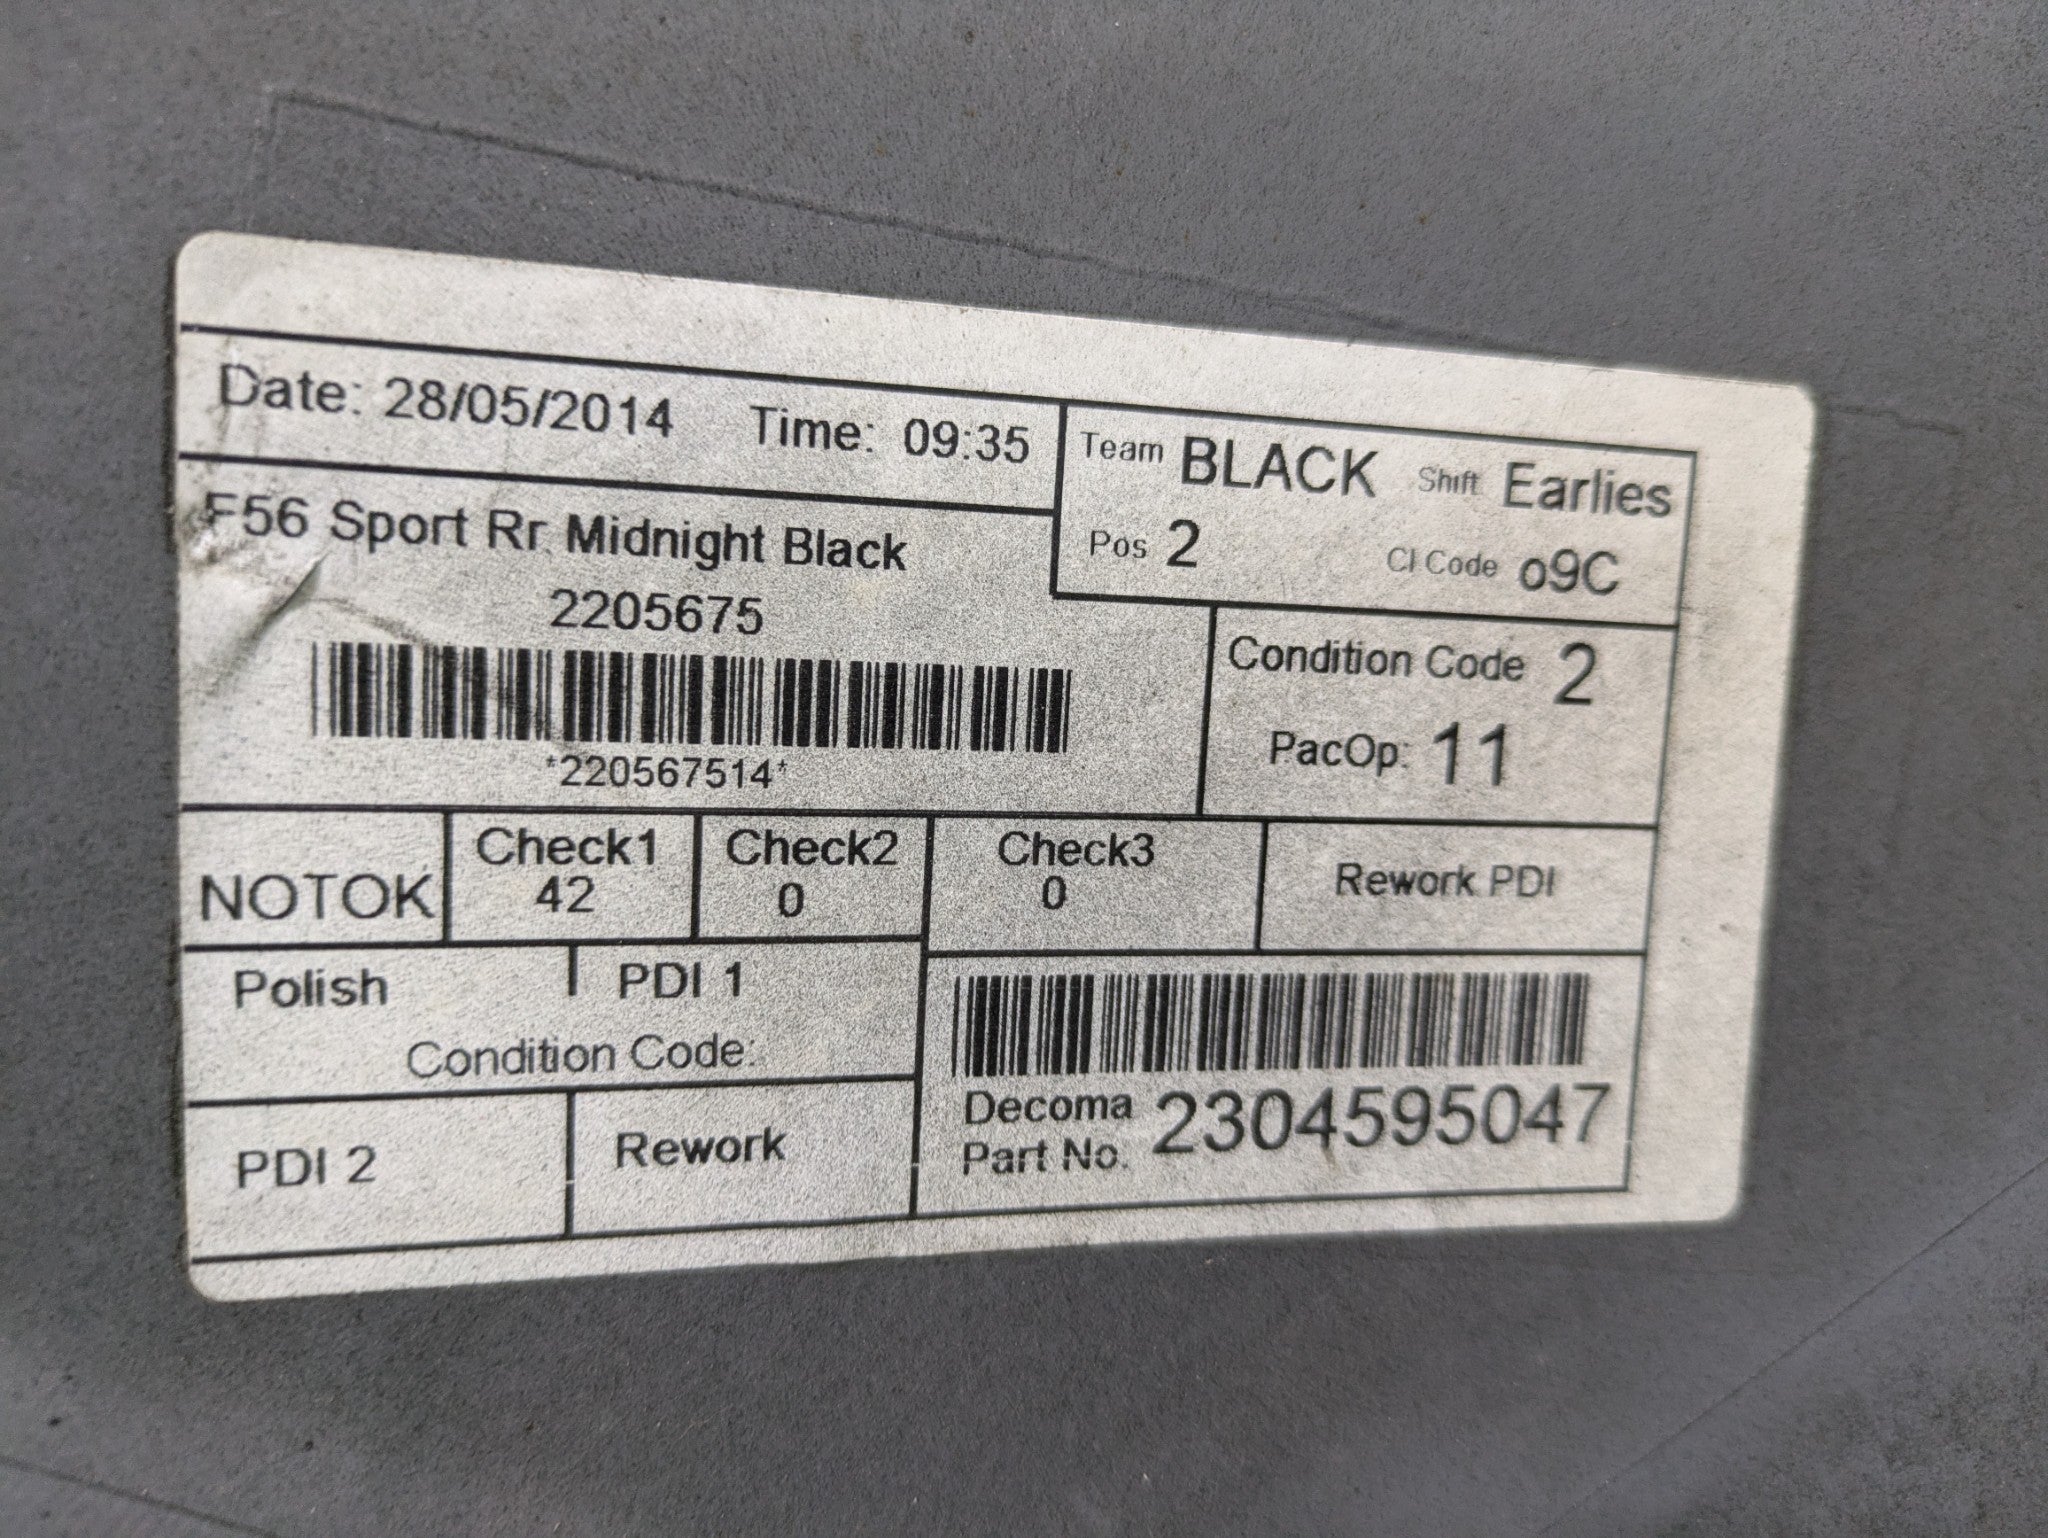 Date: 28/05/2014 Time: 09:35
Team BLACK Shift Earlies
Pos 2 CI Code o9C
F56 Sport Rr Midnight Black
2205675
*220567514*
Condition Code 2
PacOp: 11
NOTOK
Check1
42
Check2
0
Check3
0
Rework PDI
Polish PDI 1
Condition Code:
PDI 2
Rework
Decoma
Part No. 2304595047